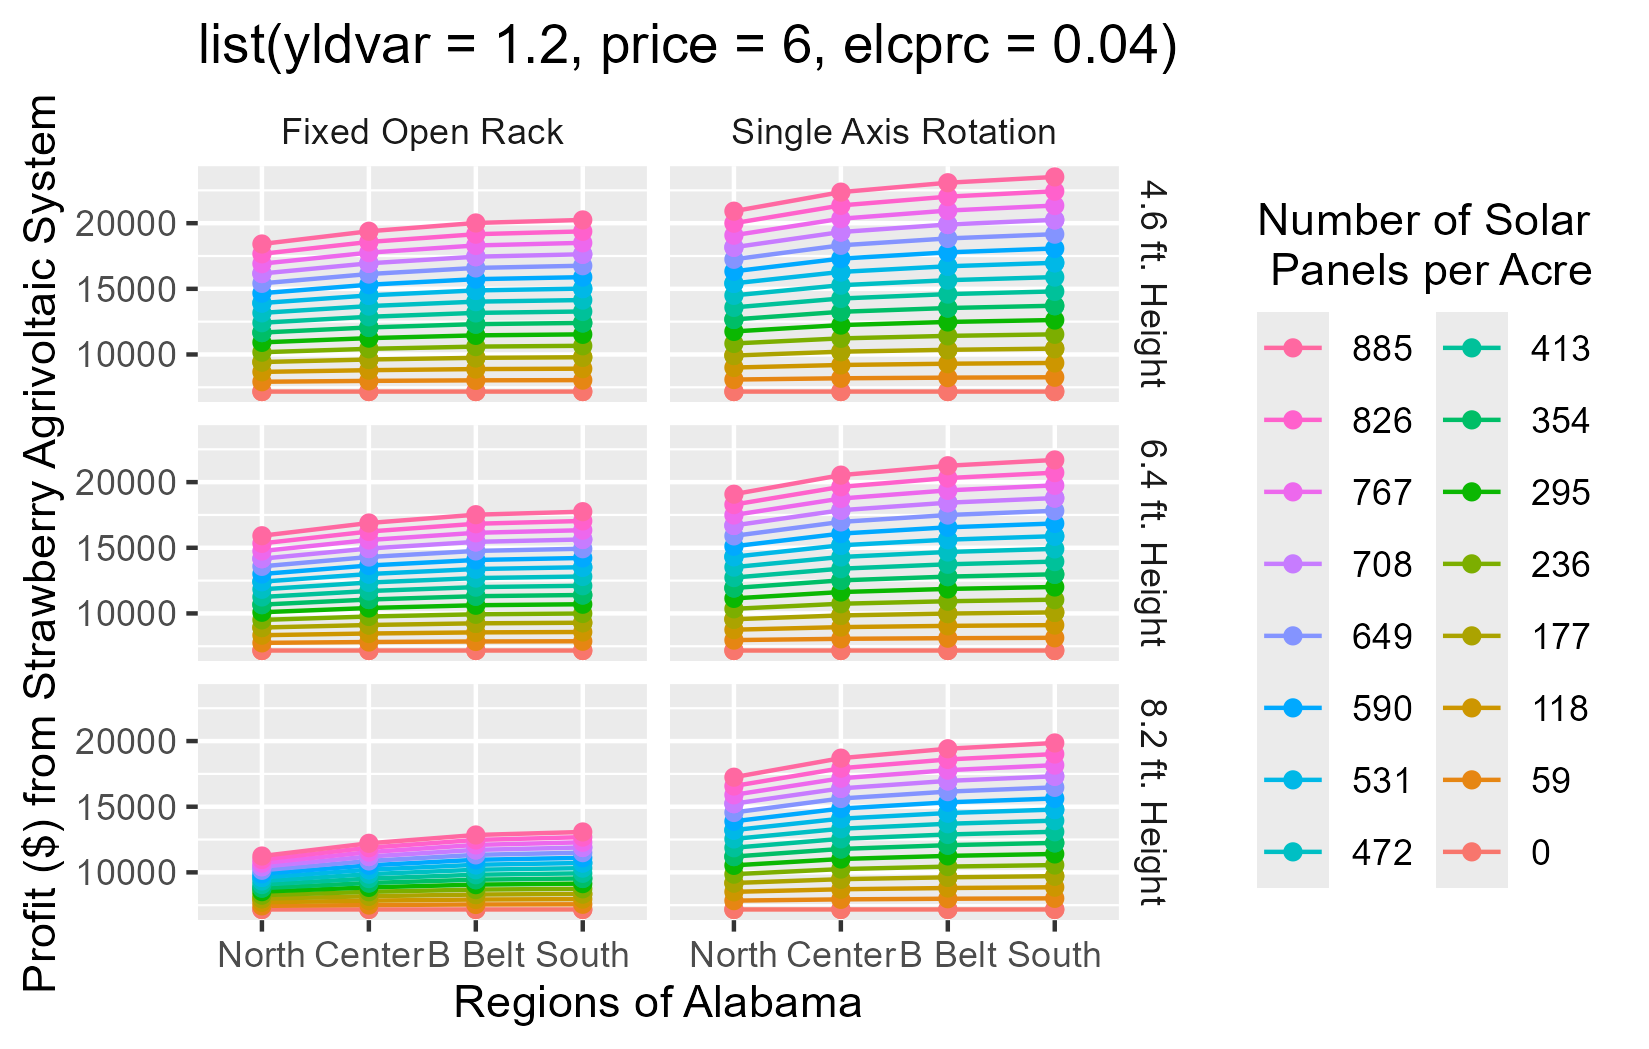 list(yldvar = 1.2, price = 6, elcprc = 0.04)
Profit ($) from Strawberry Agrivoltaic System
Fixed Open Rack
Single Axis Rotation
20000
15000
10000
4.6 ft. Height
20000
15000
10000
6.4 ft. Height
20000
15000
10000
8.2 ft. Height
North Center B Belt South
North Center B Belt South
Regions of Alabama
Number of Solar
Panels per Acre
885
826
767
708
649
590
531
472
413
354
295
236
177
118
59
0